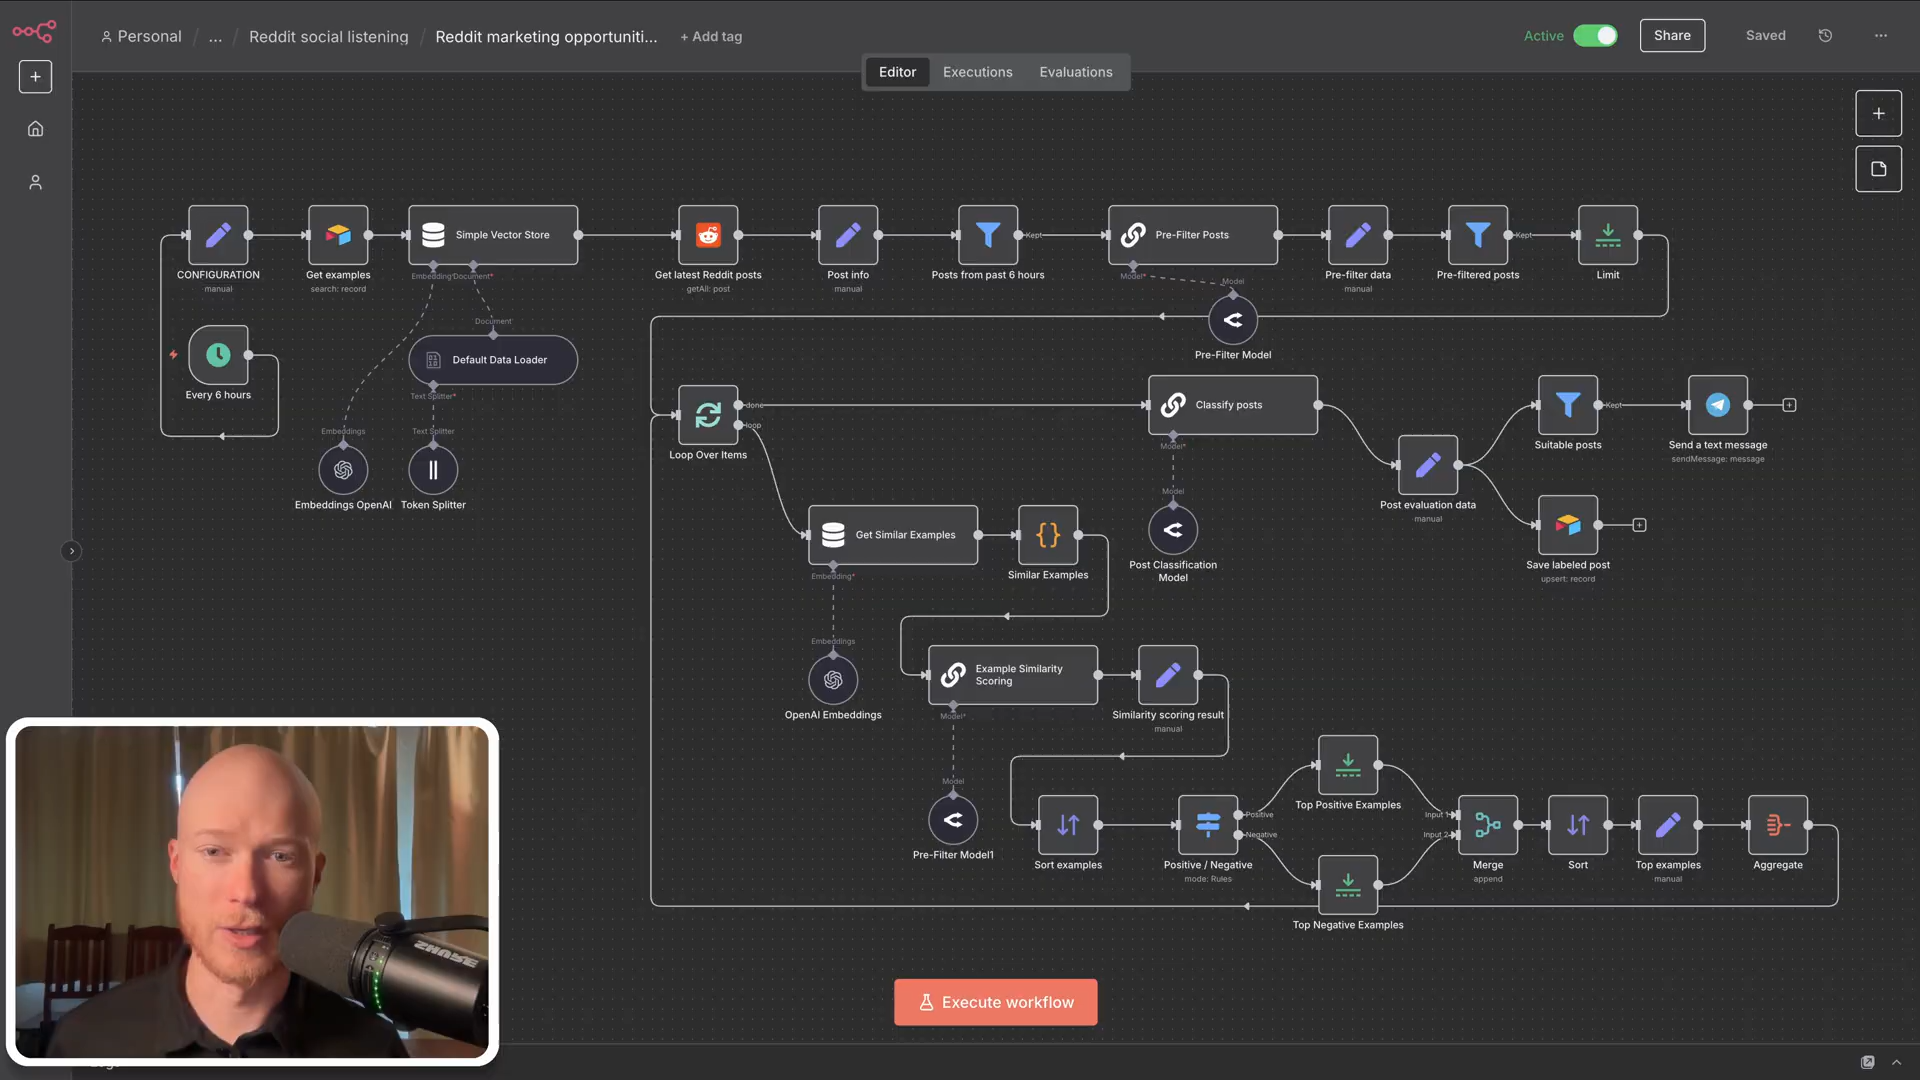 Personal / ... / Reddit social listening / Reddit marketing opportuniti... + Add tag
Active
Share
Saved
Editor
Executions
Evaluations
CONFIGURATION
manual
Get examples
search: record
Simple Vector Store
Embedding*
Document*
Get latest Reddit posts
getAll: post
Post info
manual
Posts from past 6 hours
Kept
Pre-Filter Posts
Model*
Model
Pre-Filter Model
Pre-filter data
manual
Pre-filtered posts
Kept
Limit
Every 6 hours
Document
Default Data Loader
Text Splitter*
Text Splitter
Embeddings
Embeddings OpenAI
Token Splitter
Loop Over Items
done
loop
Classify posts
Model*
Model
Post Classification
Model
Post evaluation data
manual
Suitable posts
Kept
Send a text message
sendMessage: message
Save labeled post
upsert: record
Get Similar Examples
Embedding*
Embeddings
OpenAI Embeddings
Similar Examples
Example Similarity
Scoring
Model*
Model
Pre-Filter Model1
Similarity scoring result
manual
Sort examples
Positive / Negative
mode: Rules
Positive
Negative
Top Positive Examples
Top Negative Examples
Input 1
Input 2
Merge
append
Sort
Top examples
manual
Aggregate
Execute workflow
SHURE